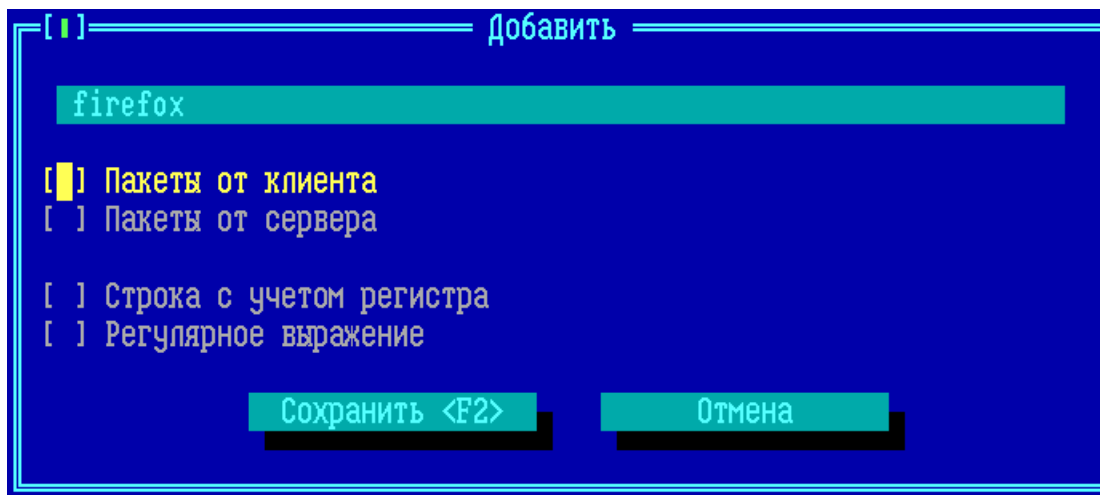 [▮] Добавить
firefox
[ ] Пакеты от клиента
[ ] Пакеты от сервера
[ ] Строка с учетом регистра
[ ] Регулярное выражение
Сохранить <F2> Отмена